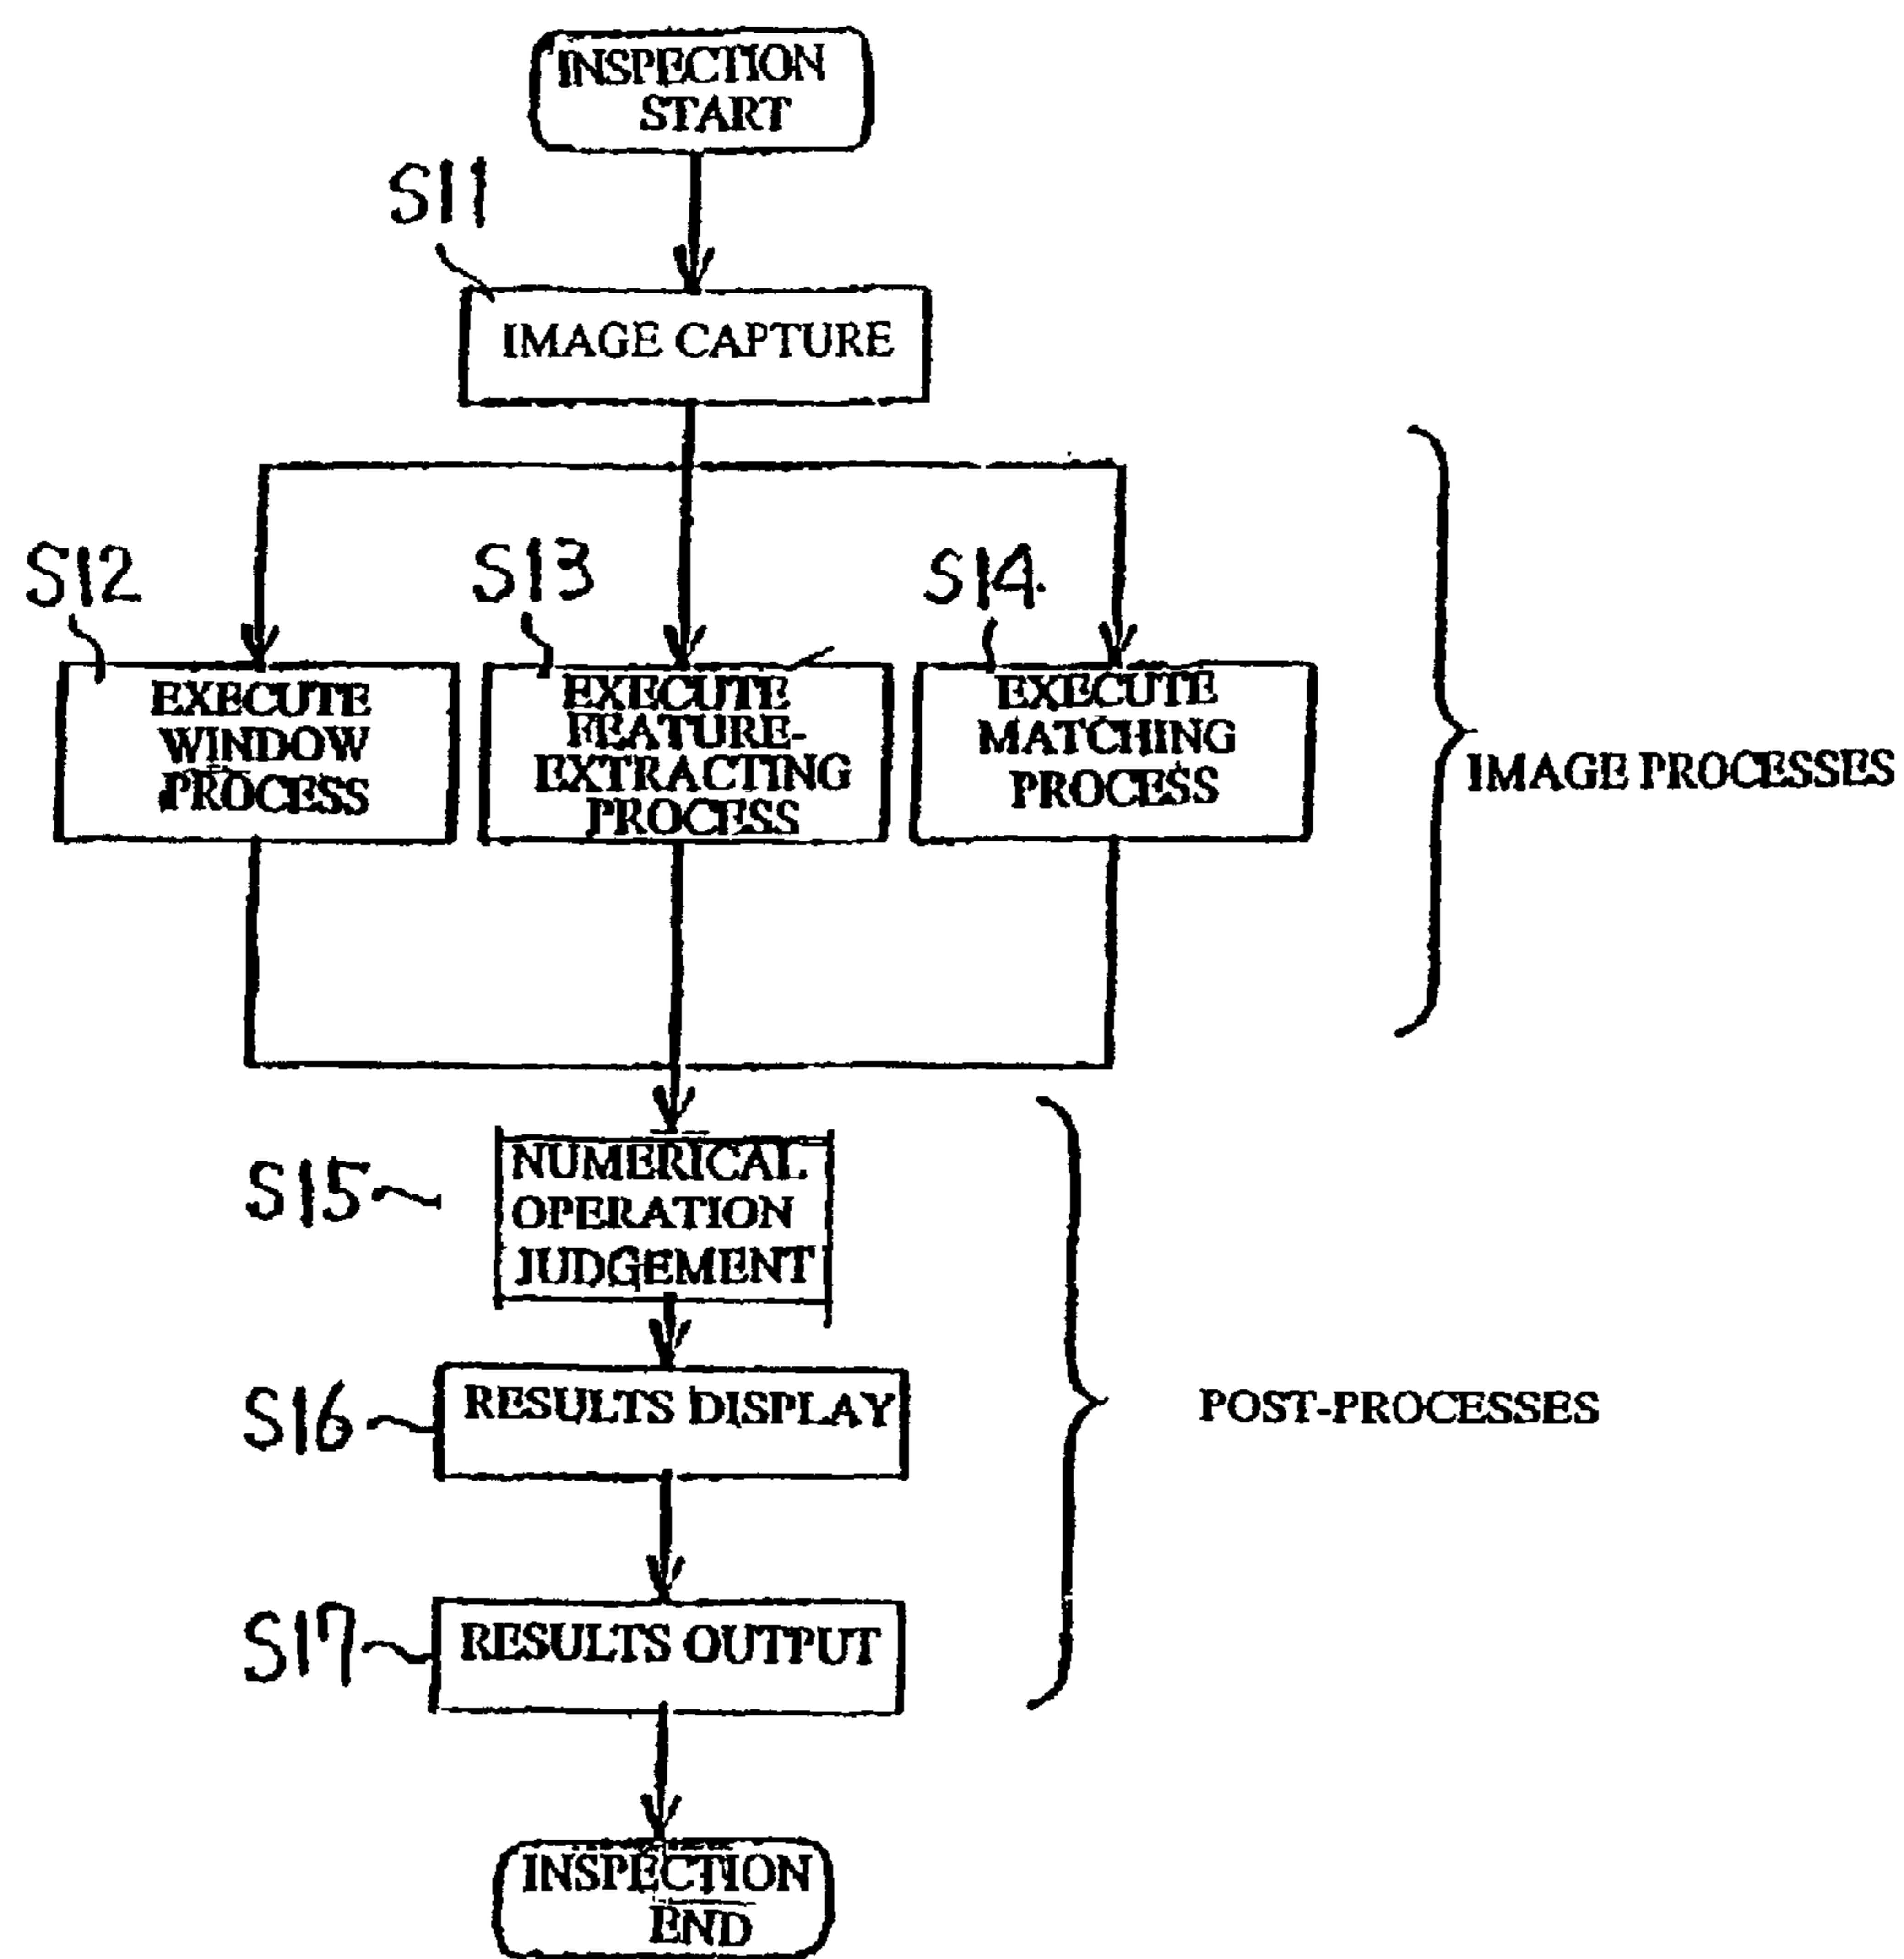 INSPECTION
START
S11
IMAGE CAPTURE
S12
S13
S14
EXECUTE
WINDOW
PROCESS
EXECUTE
FEATURE-
EXTRACTING
PROCESS
EXECUTE
MATCHING
PROCESS
IMAGE PROCESSES
S15
NUMERICAL
OPERATION
JUDGEMENT
S16
RESULTS DISPLAY
POST-PROCESSES
S17
RESULTS OUTPUT
INSPECTION
END